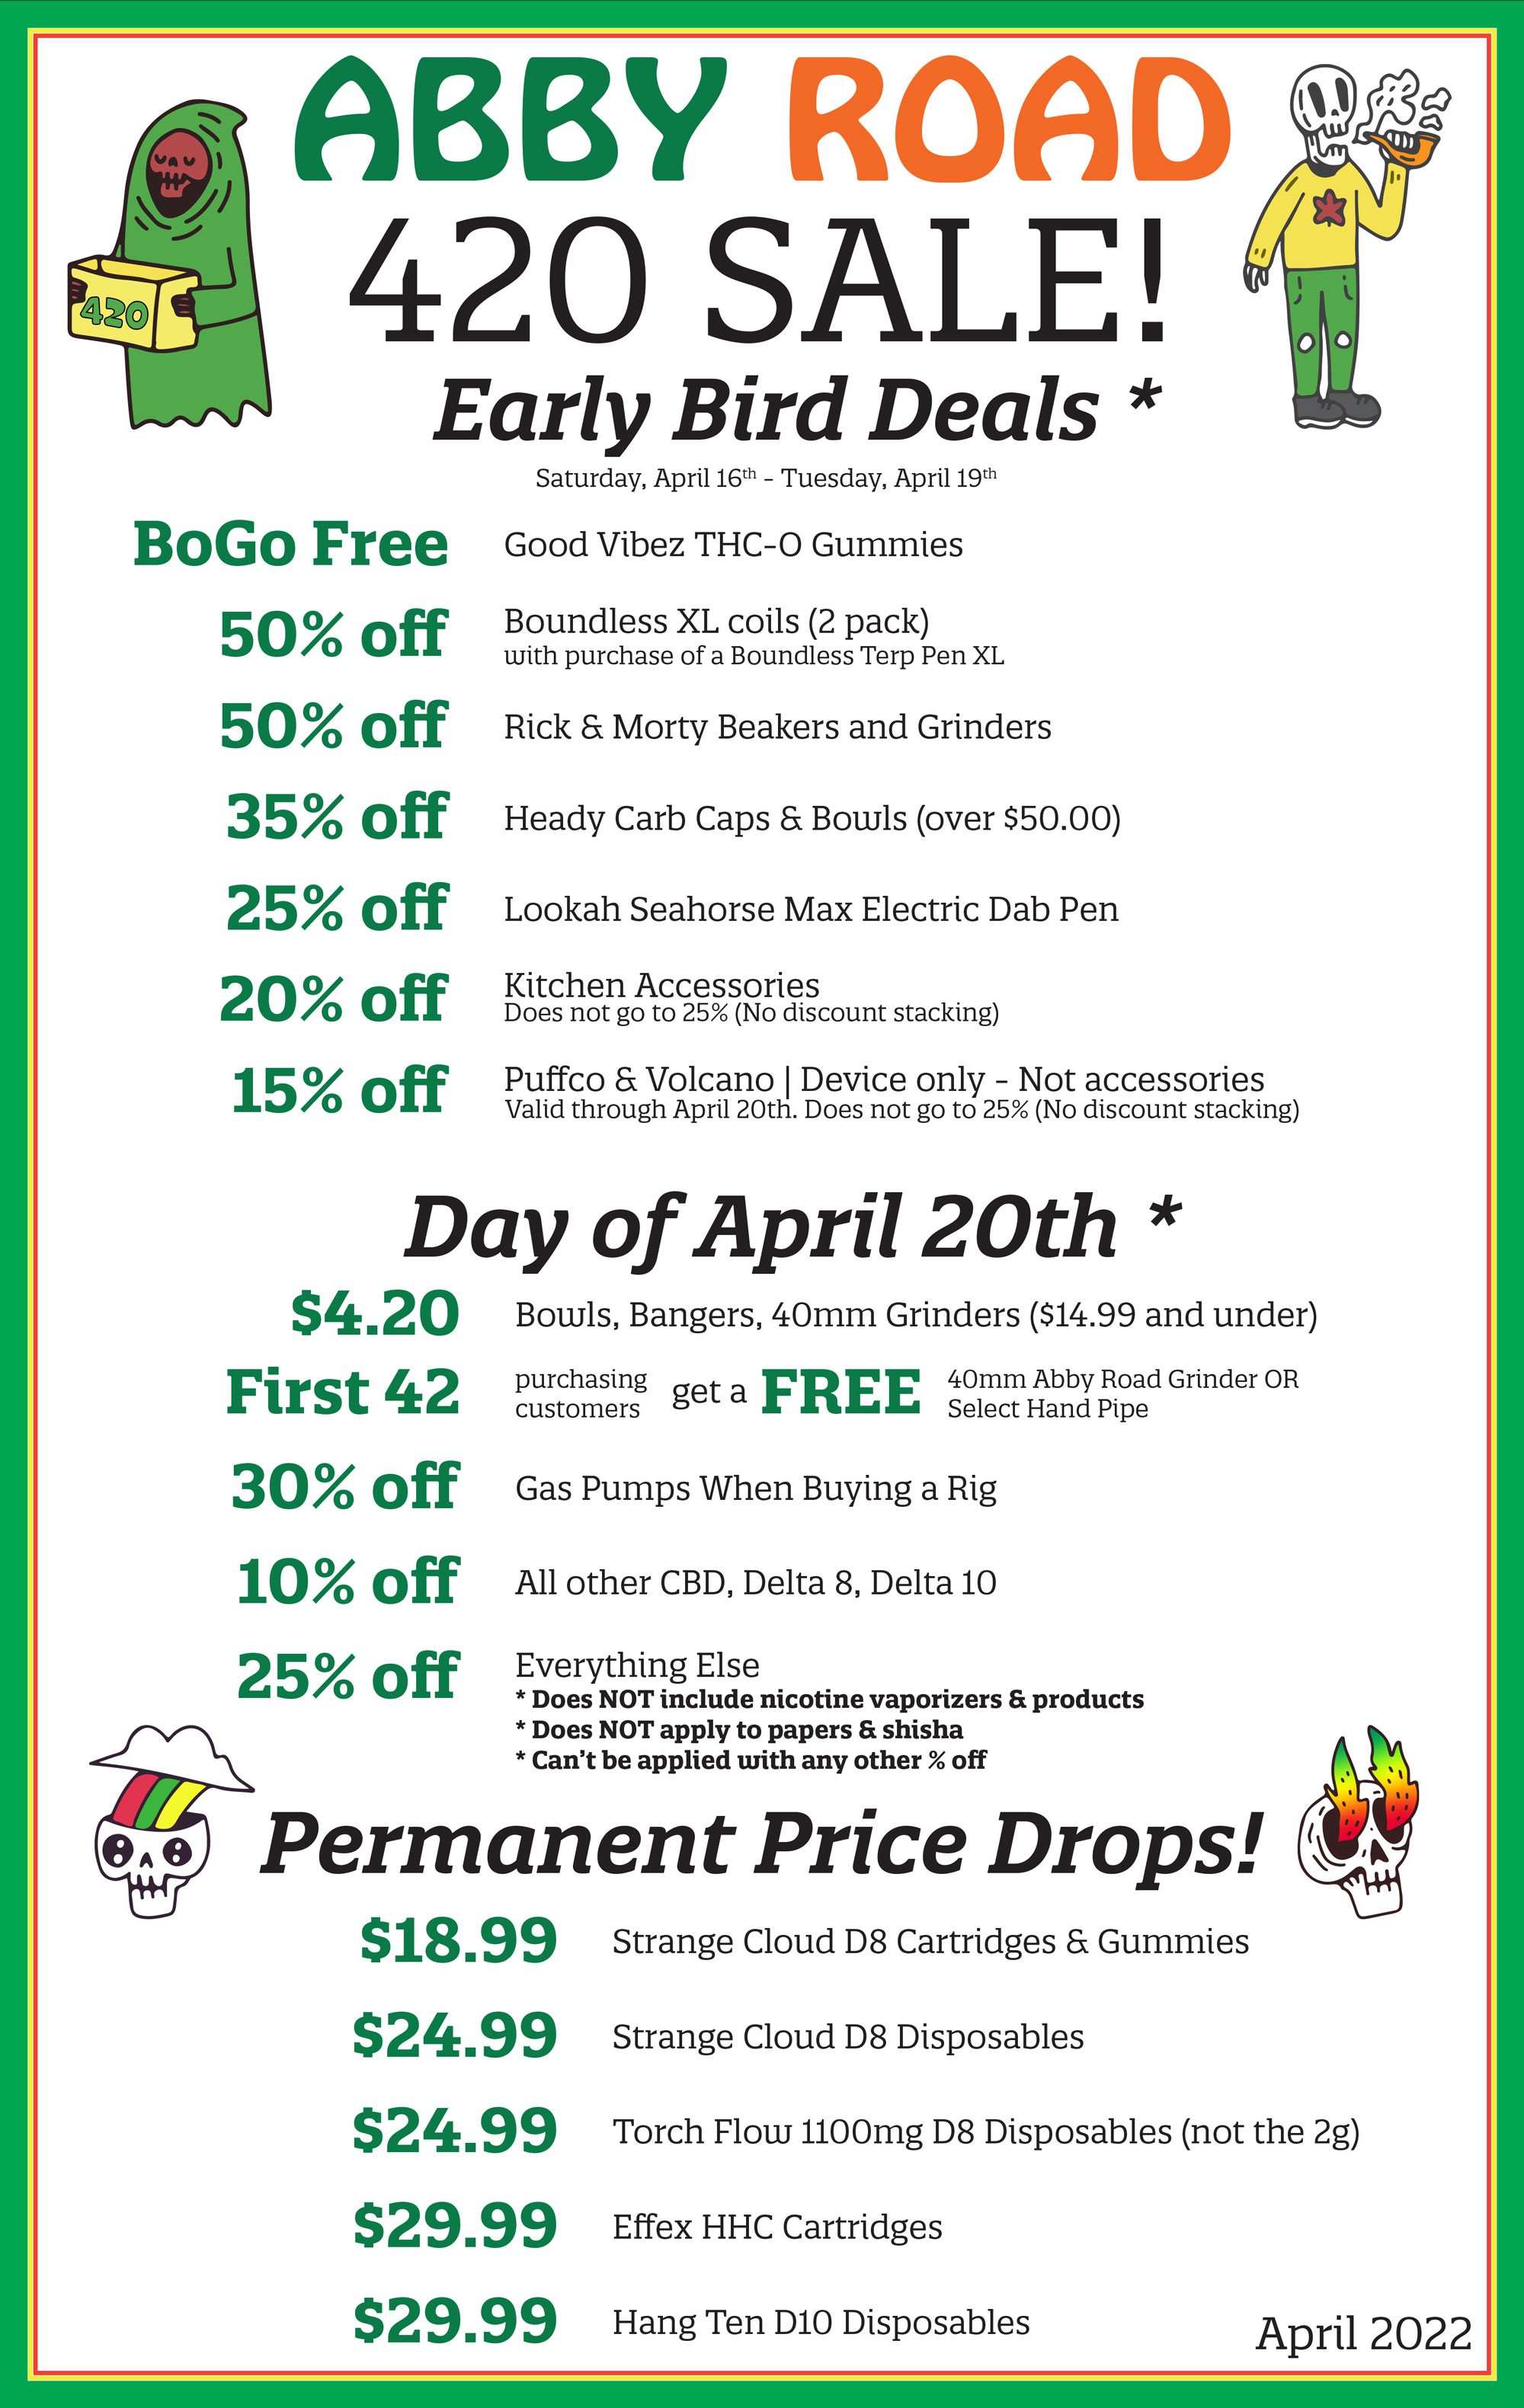 ABBY ROAD
420 SALE!
420
Early Bird Deals *
Saturday, April 16th - Tuesday, April 19th
BoGo Free Good Vibez THC-O Gummies
50% off Boundless XL coils (2 pack)
with purchase of a Boundless Terp Pen XL
50% off Rick & Morty Beakers and Grinders
35% off Heady Carb Caps & Bowls (over $50.00)
25% off Lookah Seahorse Max Electric Dab Pen
20% off Kitchen Accessories
Does not go to 25% (No discount stacking)
15% off Puffco & Volcano | Device only - Not accessories
Valid through April 20th. Does not go to 25% (No discount stacking)
Day of April 20th *
$4.20 Bowls, Bangers, 40mm Grinders ($14.99 and under)
First 42 purchasing customers get a FREE 40mm Abby Road Grinder OR Select Hand Pipe
30% off Gas Pumps When Buying a Rig
10% off All other CBD, Delta 8, Delta 10
25% off Everything Else
* Does NOT include nicotine vaporizers & products
* Does NOT apply to papers & shisha
* Can't be applied with any other % off
Permanent Price Drops!
$18.99 Strange Cloud D8 Cartridges & Gummies
$24.99 Strange Cloud D8 Disposables
$24.99 Torch Flow 1100mg D8 Disposables (not the 2g)
$29.99 Effex HHC Cartridges
$29.99 Hang Ten D10 Disposables
April 2022